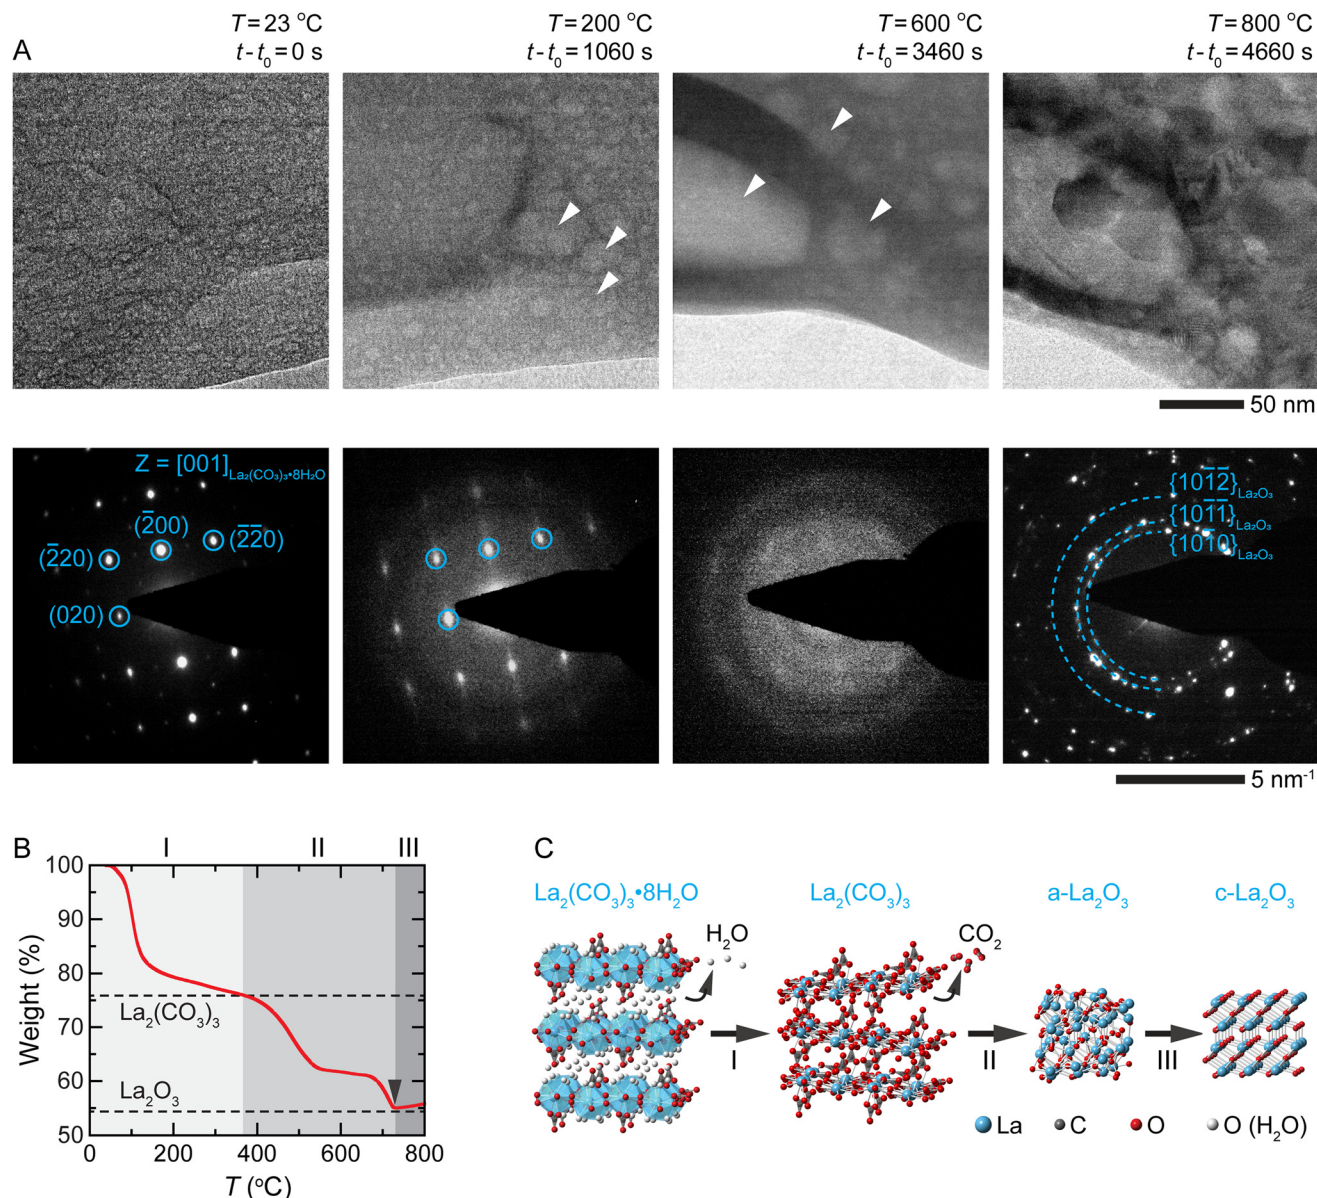 A
T = 23 °C
t - t₀ = 0 s
T = 200 °C
t - t₀ = 1060 s
T = 600 °C
t - t₀ = 3460 s
T = 800 °C
t - t₀ = 4660 s
50 nm
Z = [001]La₂(CO₃)₃•8H₂O
(2̅00)
(2̅20)
(2̅2̅0)
(020)
{101̅2̅}La₂O₃
{101̅1̅}La₂O₃
{101̅0}La₂O₃
5 nm⁻¹
B
I
II
III
100
90
80
70
60
50
Weight (%)
La₂(CO₃)₃
La₂O₃
0
200
400
600
800
T (°C)
C
La₂(CO₃)₃•8H₂O
La₂(CO₃)₃
a-La₂O₃
c-La₂O₃
H₂O
CO₂
I
II
III
La
C
O
O (H₂O)